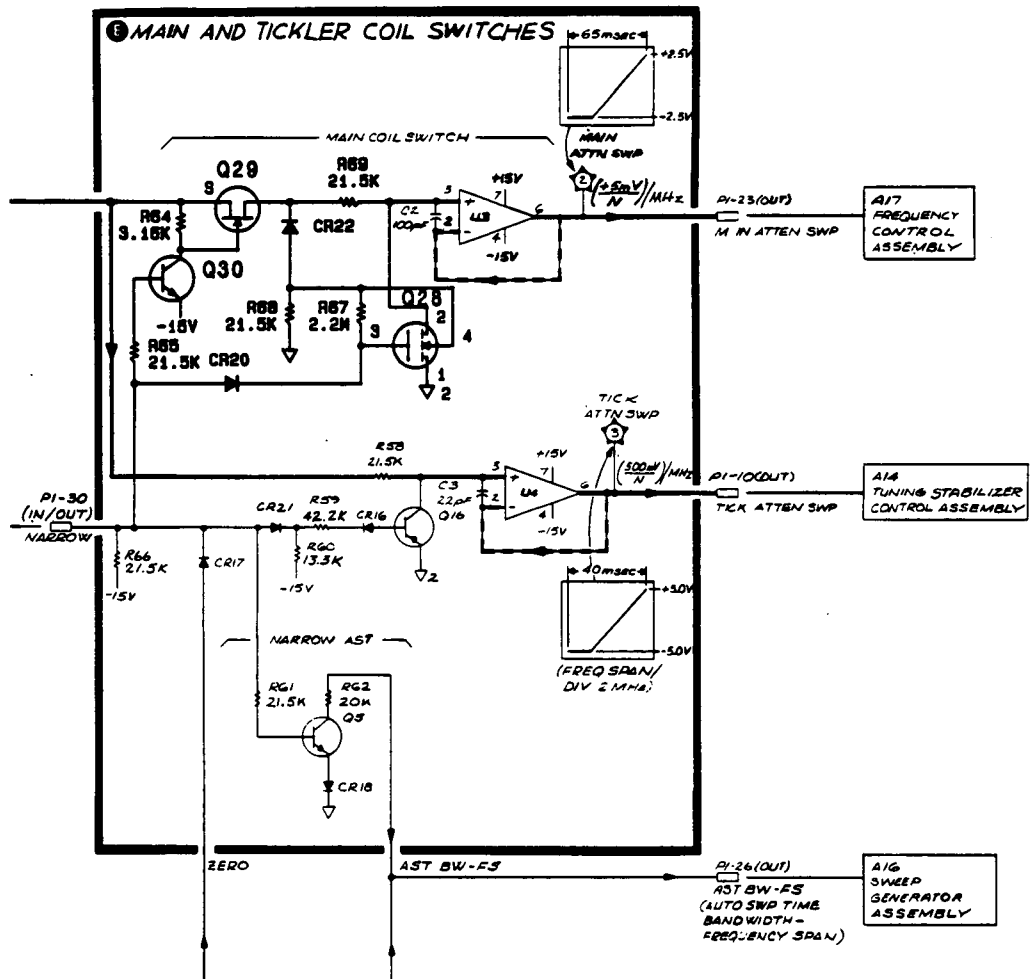 E MAIN AND TICKLER COIL SWITCHES
65msec
+2.5V
-2.5V
MAIN COIL SWITCH
MAIN
ATTN SWP
Q29
S
R69
21.5K
+15V
2
(+5mV/N)/MHz
R64
3.16K
CR22
C2
100pF
3
2
7
U3
6
4
-15V
P1-23(OUT)
M IN ATTEN SWP
A17
FREQUENCY
CONTROL
ASSEMBLY
Q30
-15V
R68
21.5K
R67
2.2M
Q28
2
3
4
1
2
R65
21.5K
CR20
TICK
ATTN SWP
3
R58
21.5K
+15V
(500mV/N)/MHz
P1-10(OUT)
TICK ATTEN SWP
A14
TUNING STABILIZER
CONTROL ASSEMBLY
C3
22pF
3
2
7
U4
6
4
-15V
P1-30
(IN/OUT)
NARROW
CR21
R59
42.2K
CR16
Q16
2
R66
21.5K
-15V
CR17
R60
13.3K
-15V
40msec
+5.0V
-5.0V
(FREQ SPAN/
DIV 2 MHz)
NARROW AST
R61
21.5K
R62
20K
Q5
CR18
ZERO
AST BW-FS
P1-26(OUT)
AST BW-FS
(AUTO SWP TIME
BANDWIDTH-
FREQUENCY SPAN)
A16
SWEEP
GENERATOR
ASSEMBLY